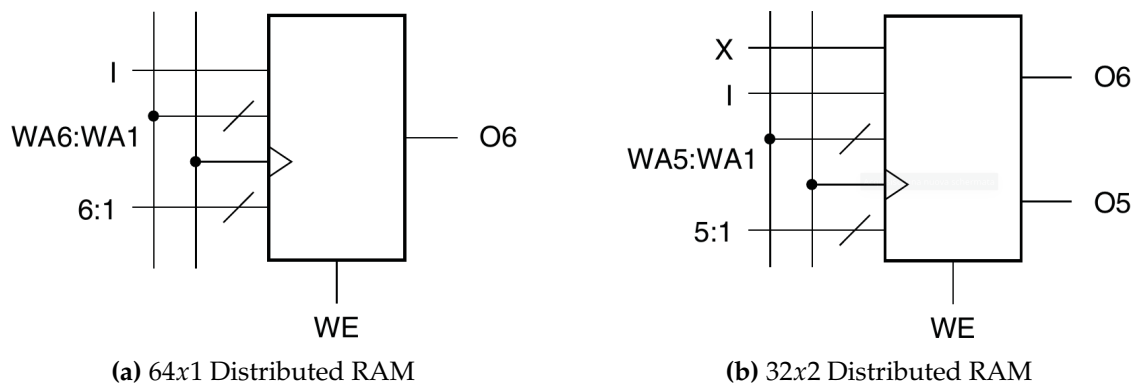 I
WA6:WA1
6:1
O6
WE
(a) 64x1 Distributed RAM
X
I
WA5:WA1
5:1
O6
O5
WE
(b) 32x2 Distributed RAM